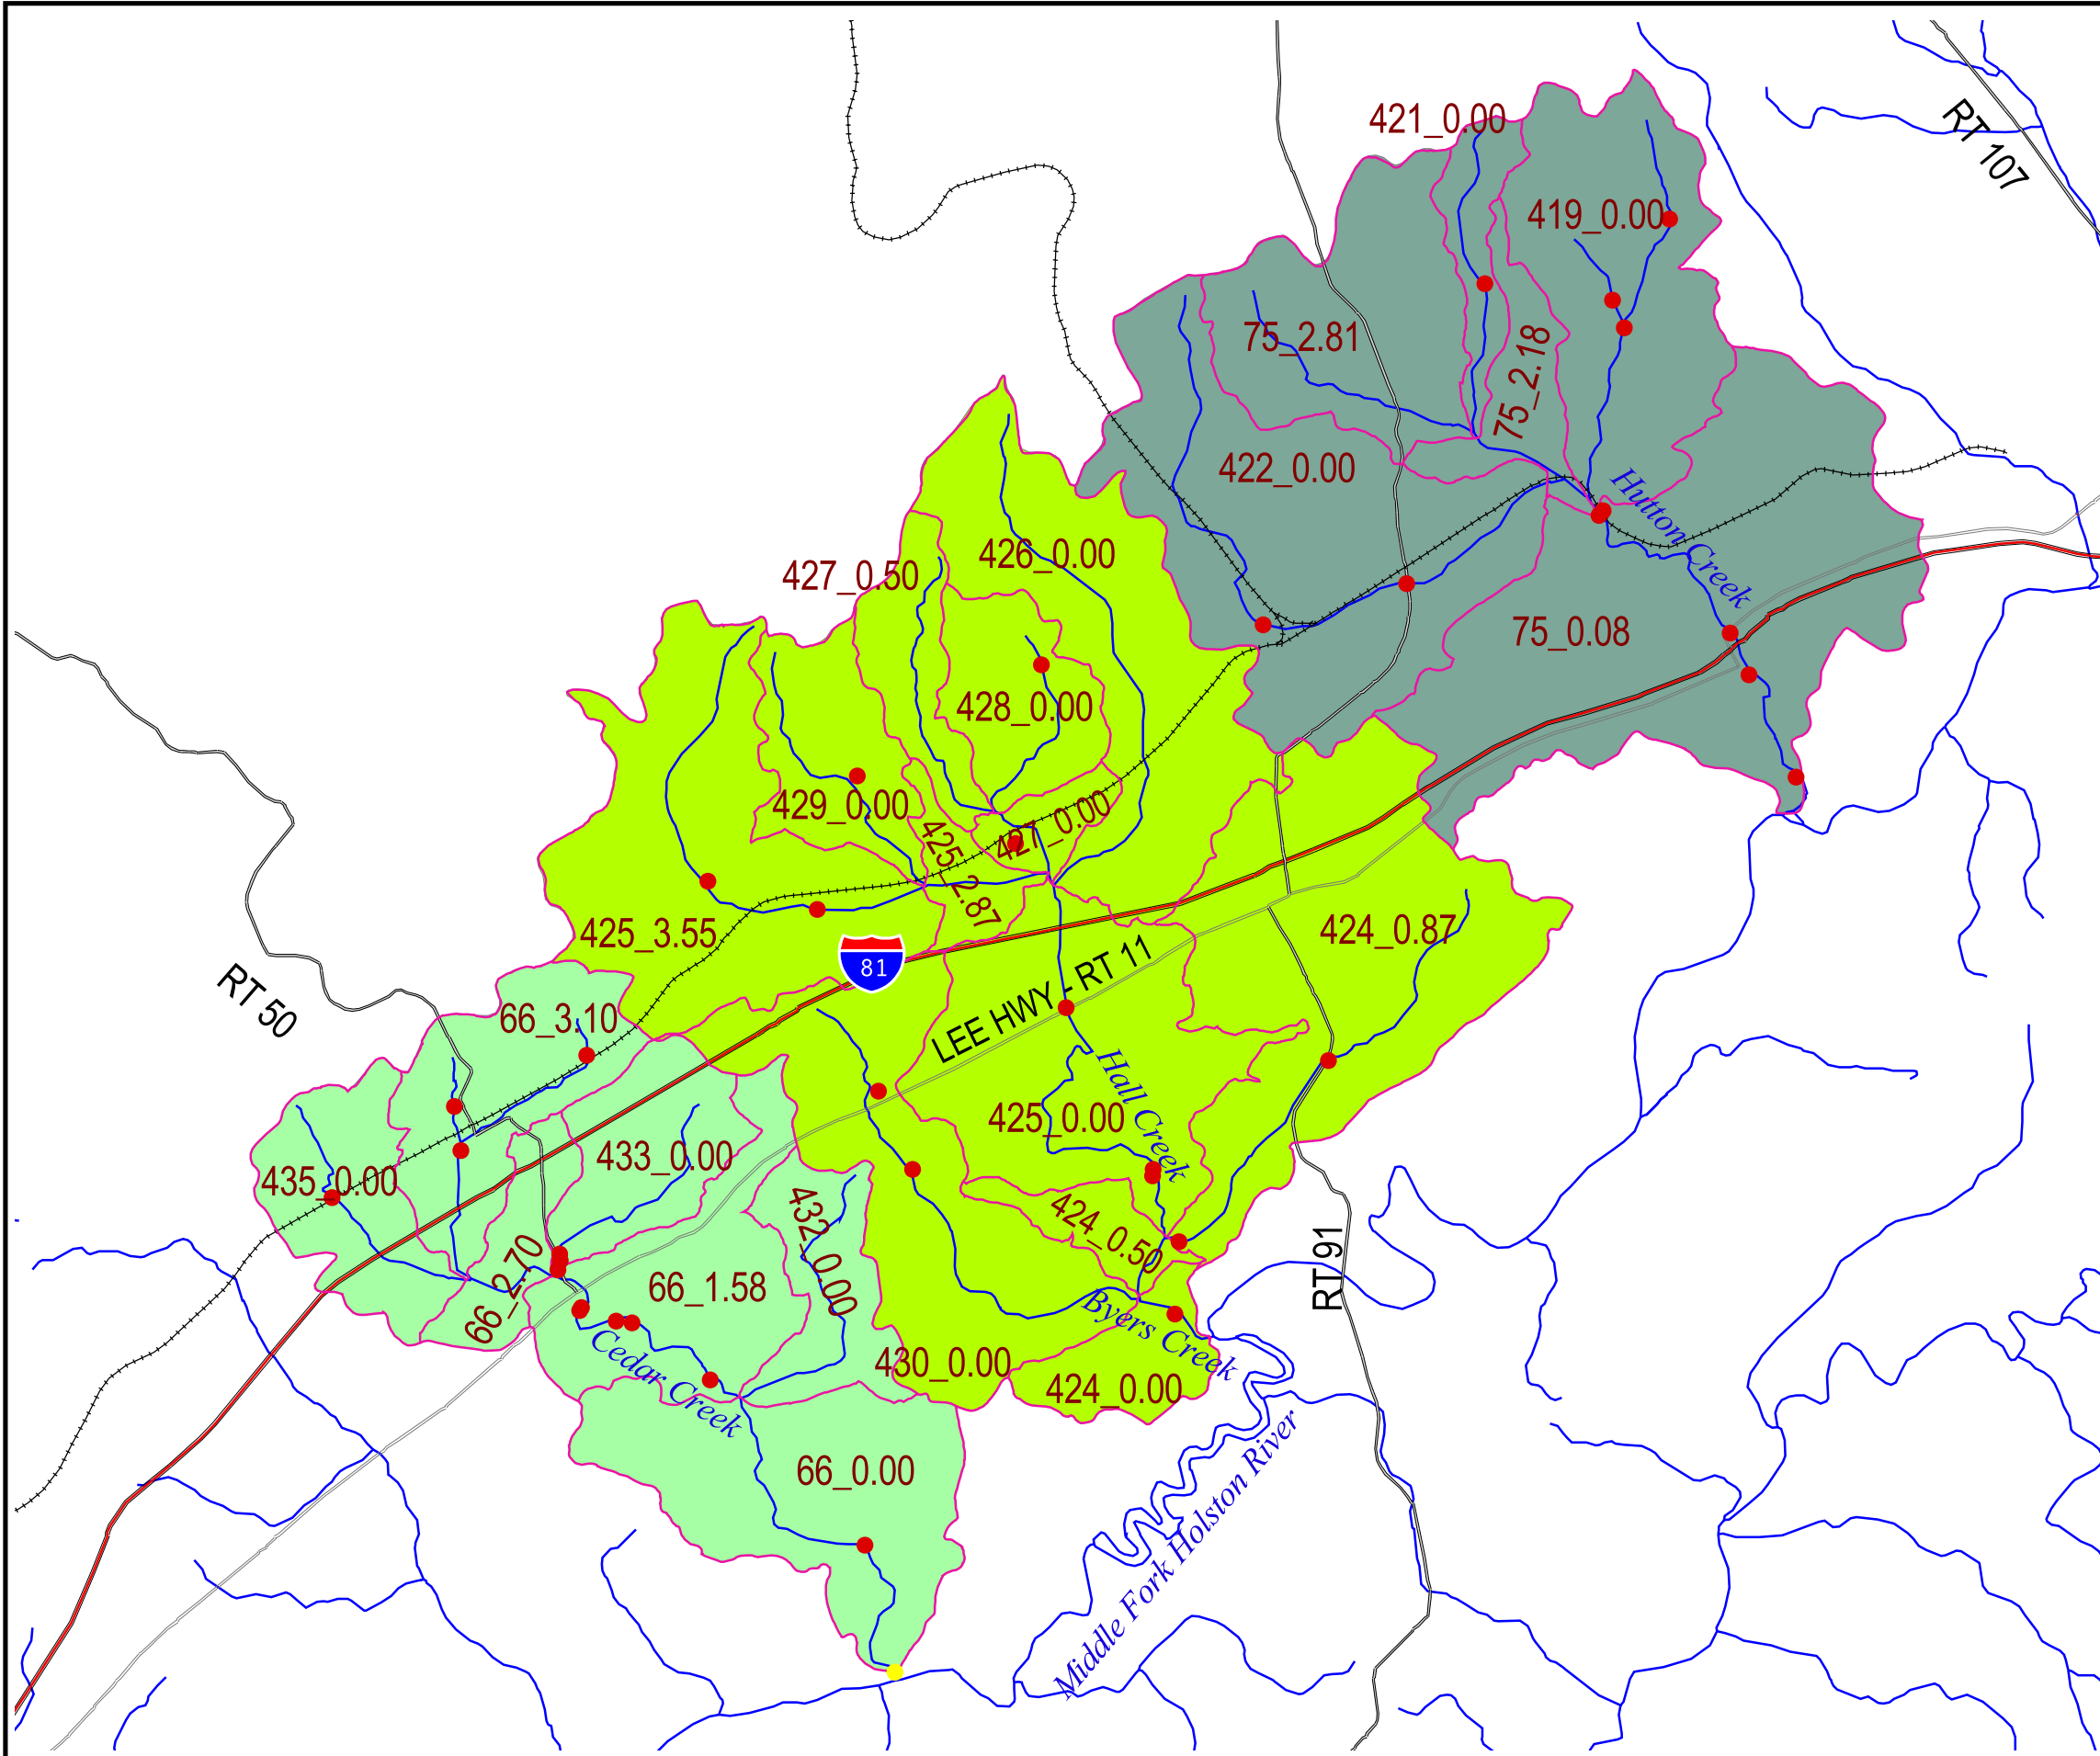 421_0.00
RT 107
419_0.00
75_2.81
75_2.18
422_0.00
Hutton Creek
426_0.00
427_0.50
75_0.08
428_0.00
429_0.00
427_0.00
425_2.87
425_3.55
424_0.87
81
LEE HWY - RT 11
RT 50
66_3.10
Hall Creek
425_0.00
433_0.00
435_0.00
432_0.00
424_0.50
66_2.70
66_1.58
RT 91
Byers Creek
Cedar Creek
430_0.00
424_0.00
66_0.00
Middle Fork Holston River